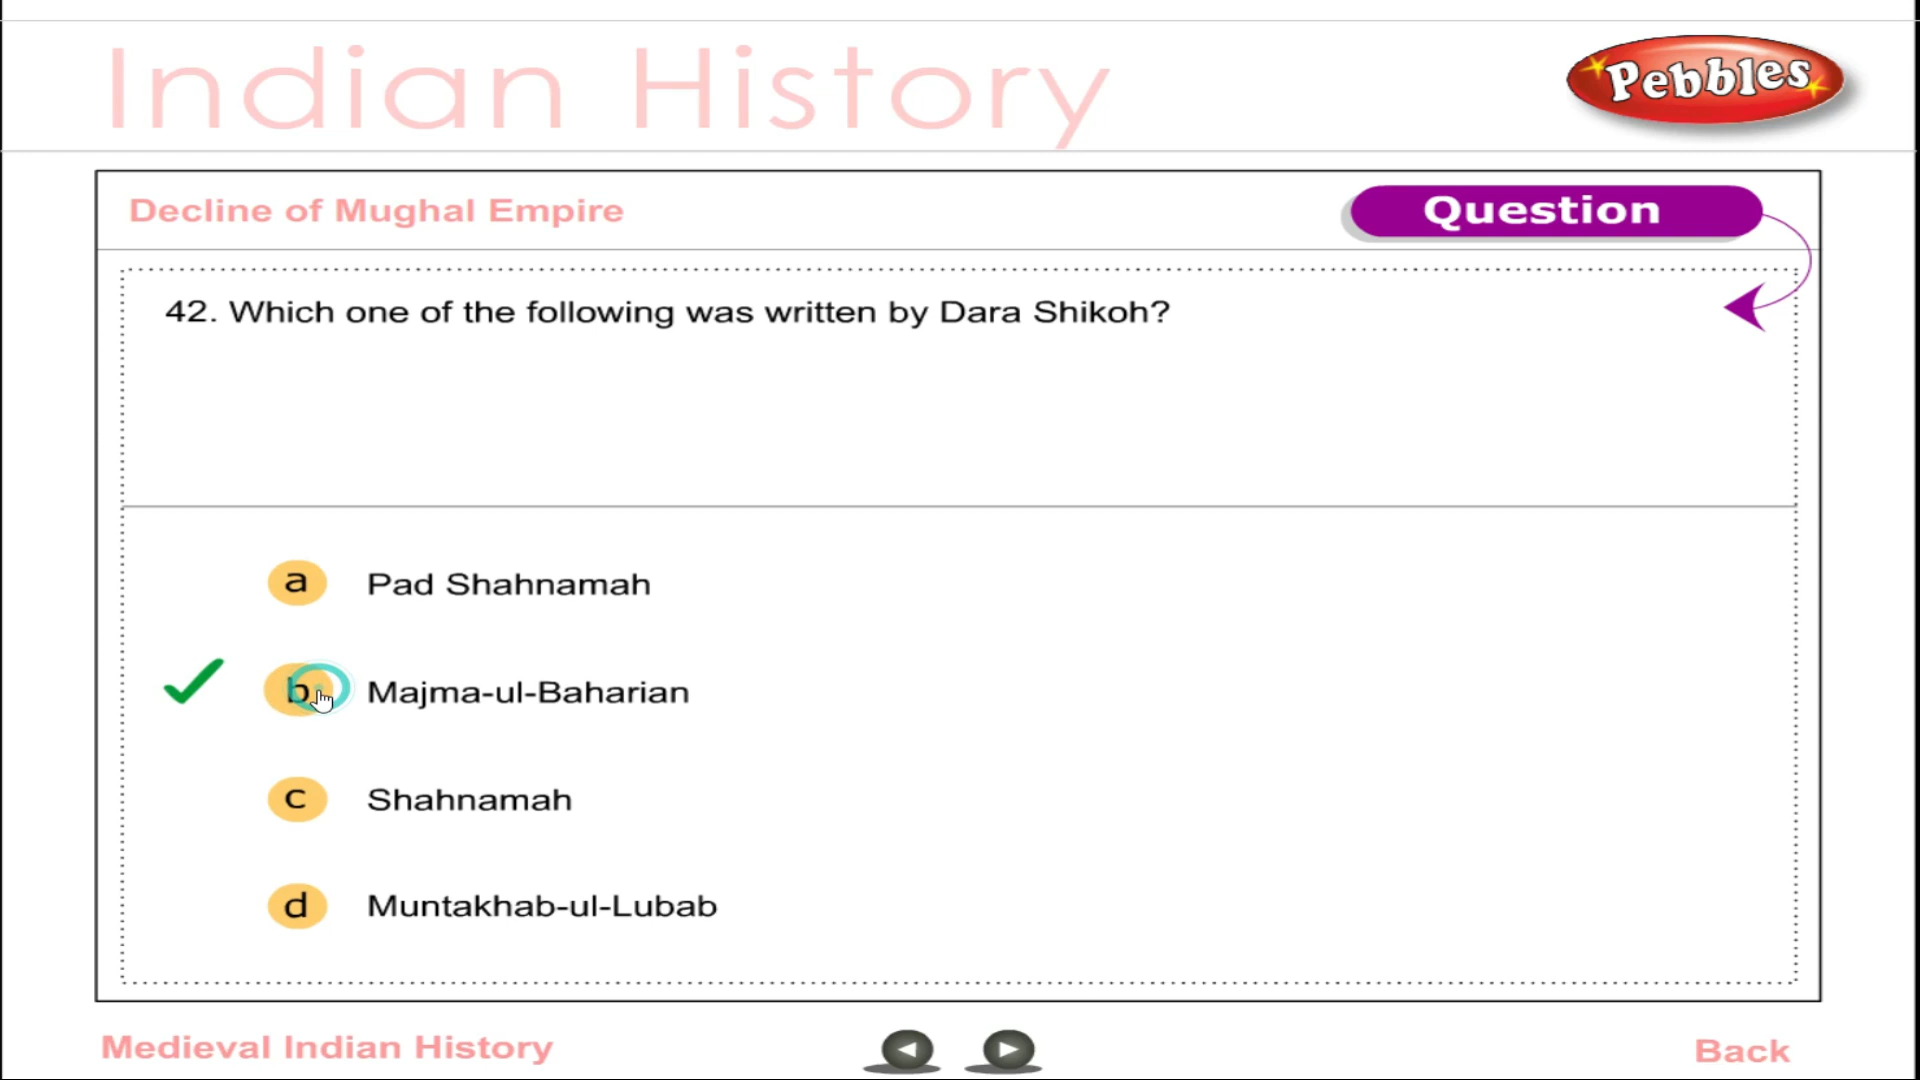 Indian History
Pebbles
Decline of Mughal Empire
Question
42. Which one of the following was written by Dara Shikoh?
a Pad Shahnamah
b Majma-ul-Baharian
c Shahnamah
d Muntakhab-ul-Lubab
Medieval Indian History
Back